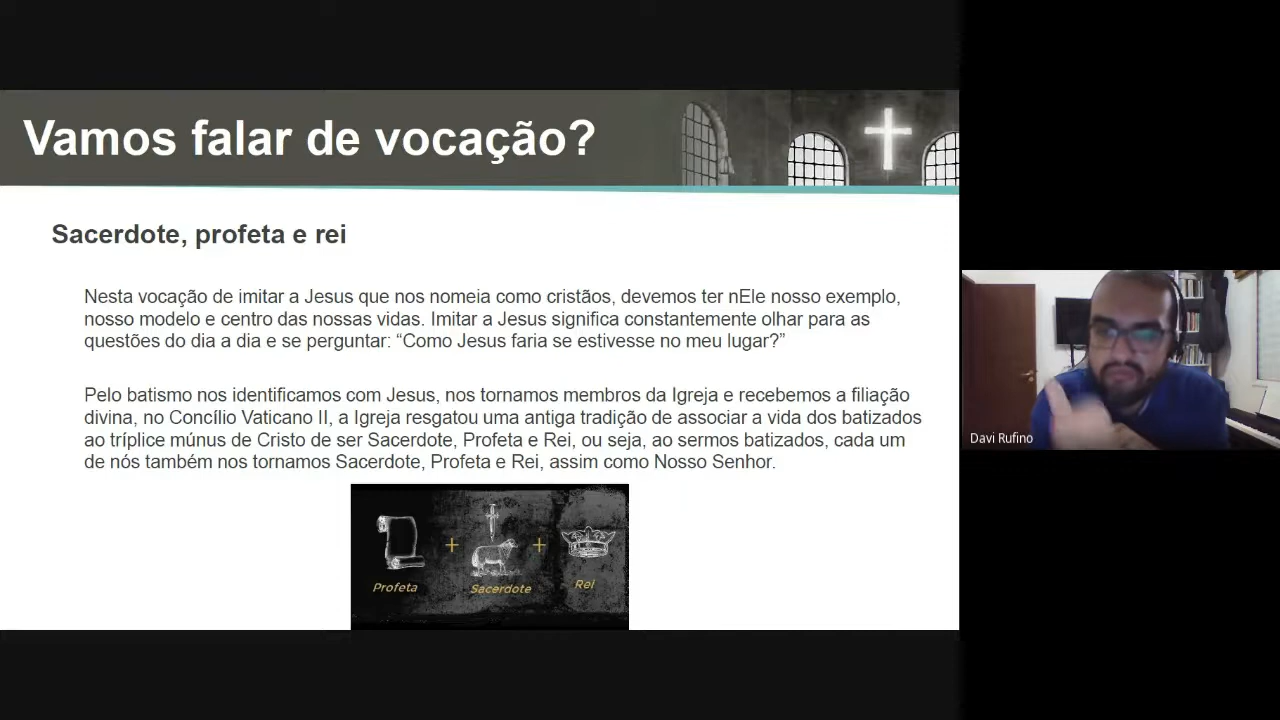 Vamos falar de vocação?
Sacerdote, profeta e rei
Nesta vocação de imitar a Jesus que nos nomeia como cristãos, devemos ter nEle nosso exemplo,
nosso modelo e centro das nossas vidas. Imitar a Jesus significa constantemente olhar para as
questões do dia a dia e se perguntar: “Como Jesus faria se estivesse no meu lugar?”
Pelo batismo nos identificamos com Jesus, nos tornamos membros da Igreja e recebemos a filiação
divina, no Concílio Vaticano II, a Igreja resgatou uma antiga tradição de associar a vida dos batizados
ao tríplice múnus de Cristo de ser Sacerdote, Profeta e Rei, ou seja, ao sermos batizados, cada um
de nós também nos tornamos Sacerdote, Profeta e Rei, assim como Nosso Senhor.
+ +
Profeta Sacerdote Rei
Davi Rufino